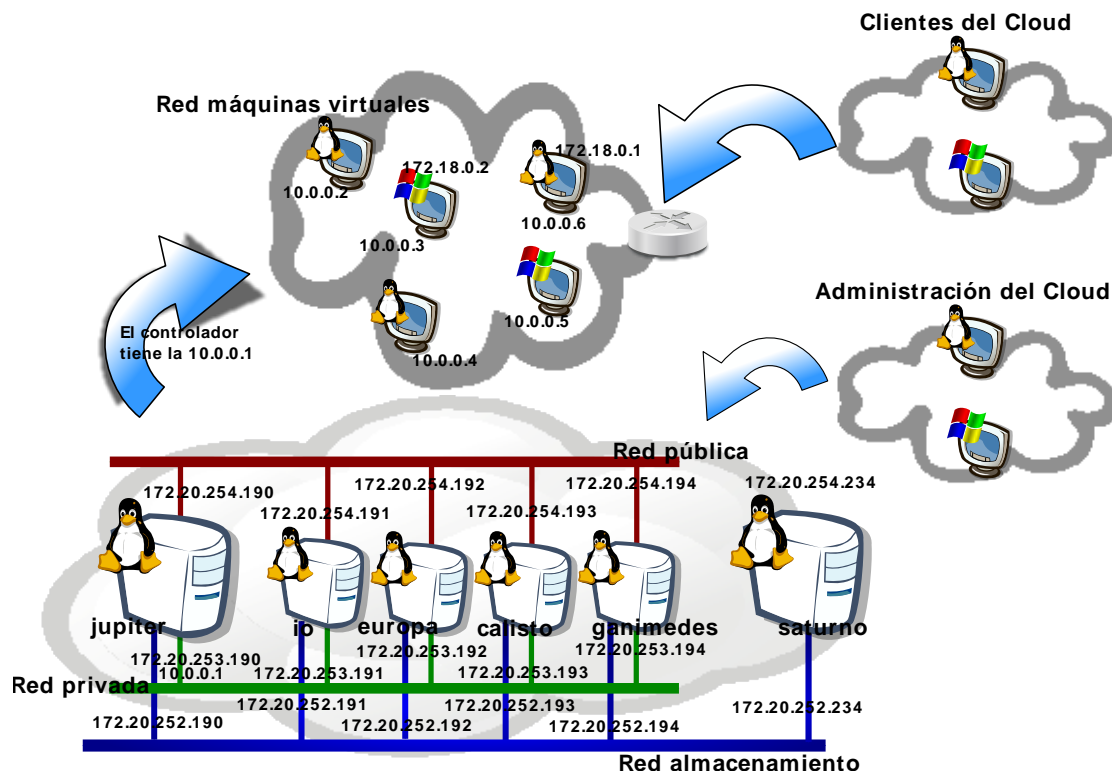 Clientes del Cloud
Red máquinas virtuales
172.18.0.1
172.18.0.2
10.0.0.2
10.0.0.6
10.0.0.3
Administración del Cloud
10.0.0.5
El controlador
tiene la 10.0.0.1
10.0.0.4
Red pública
172.20.254.190
172.20.254.191
172.20.254.192
172.20.254.193
172.20.254.194
172.20.254.234
jupiter
io
europa
calisto
ganimedes
saturno
172.20.253.190
10.0.0.1
172.20.253.191
172.20.253.192
172.20.253.193
172.20.253.194
Red privada
172.20.252.190
172.20.252.191
172.20.252.192
172.20.252.193
172.20.252.194
172.20.252.234
Red almacenamiento